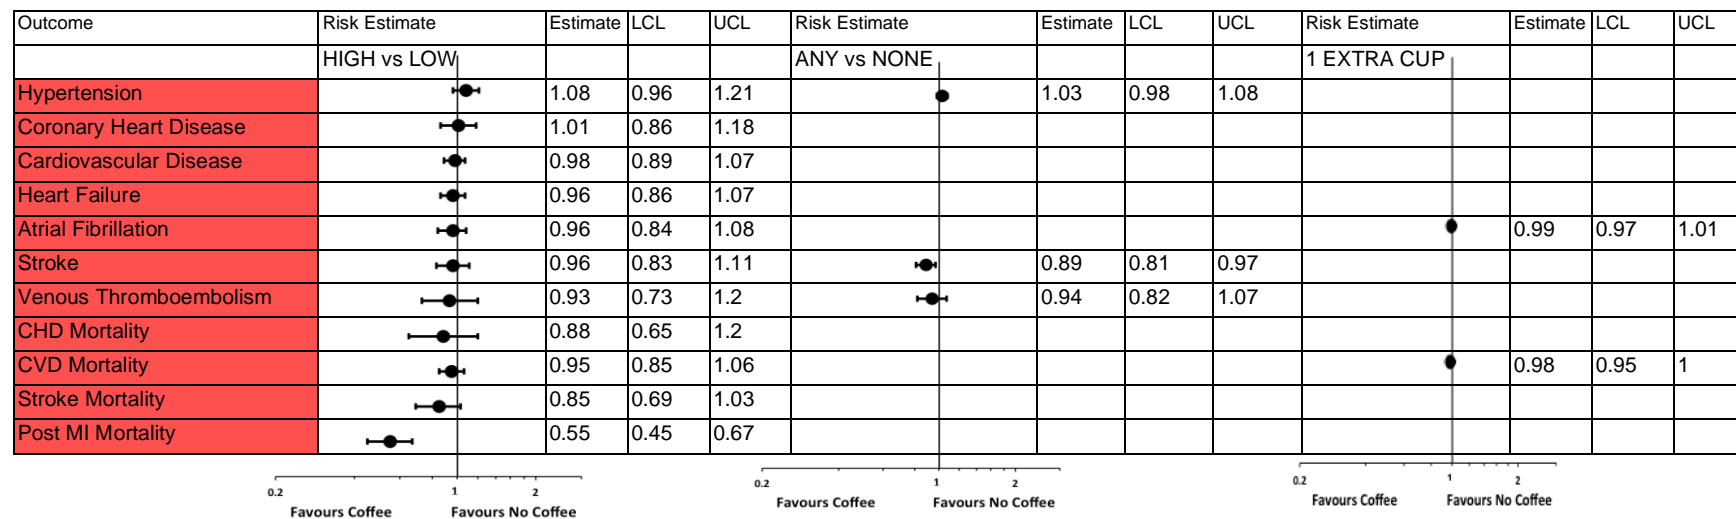 Outcome Risk Estimate Estimate LCL UCL Risk Estimate Estimate LCL UCL Risk Estimate Estimate LCL UCL
HIGH vs LOW ANY vs NONE 1 EXTRA CUP
Hypertension 1.08 0.96 1.21 1.03 0.98 1.08
Coronary Heart Disease 1.01 0.86 1.18
Cardiovascular Disease 0.98 0.89 1.07
Heart Failure 0.96 0.86 1.07
Atrial Fibrillation 0.96 0.84 1.08 0.99 0.97 1.01
Stroke 0.96 0.83 1.11 0.89 0.81 0.97
Venous Thromboembolism 0.93 0.73 1.2 0.94 0.82 1.07
CHD Mortality 0.88 0.65 1.2
CVD Mortality 0.95 0.85 1.06 0.98 0.95 1
Stroke Mortality 0.85 0.69 1.03
Post MI Mortality 0.55 0.45 0.67
0.2 1 2 0.2 1 2 0.2 1 2
Favours Coffee Favours No Coffee Favours Coffee Favours No Coffee Favours Coffee Favours No Coffee